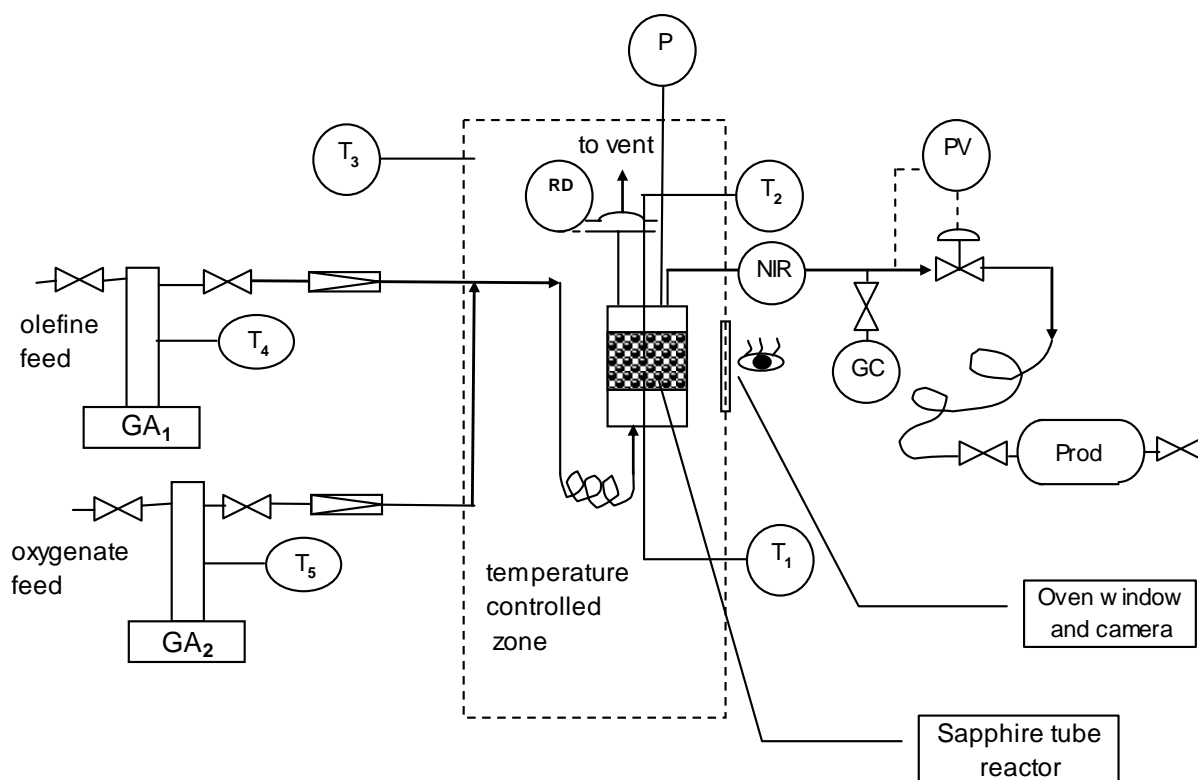 P
T3
to vent
RD
T2
PV
NIR
olefine
feed
T4
GC
GA1
Prod
oxygenate
feed
T5
temperature
controlled
zone
T1
GA2
Oven window
and camera
Sapphire tube
reactor